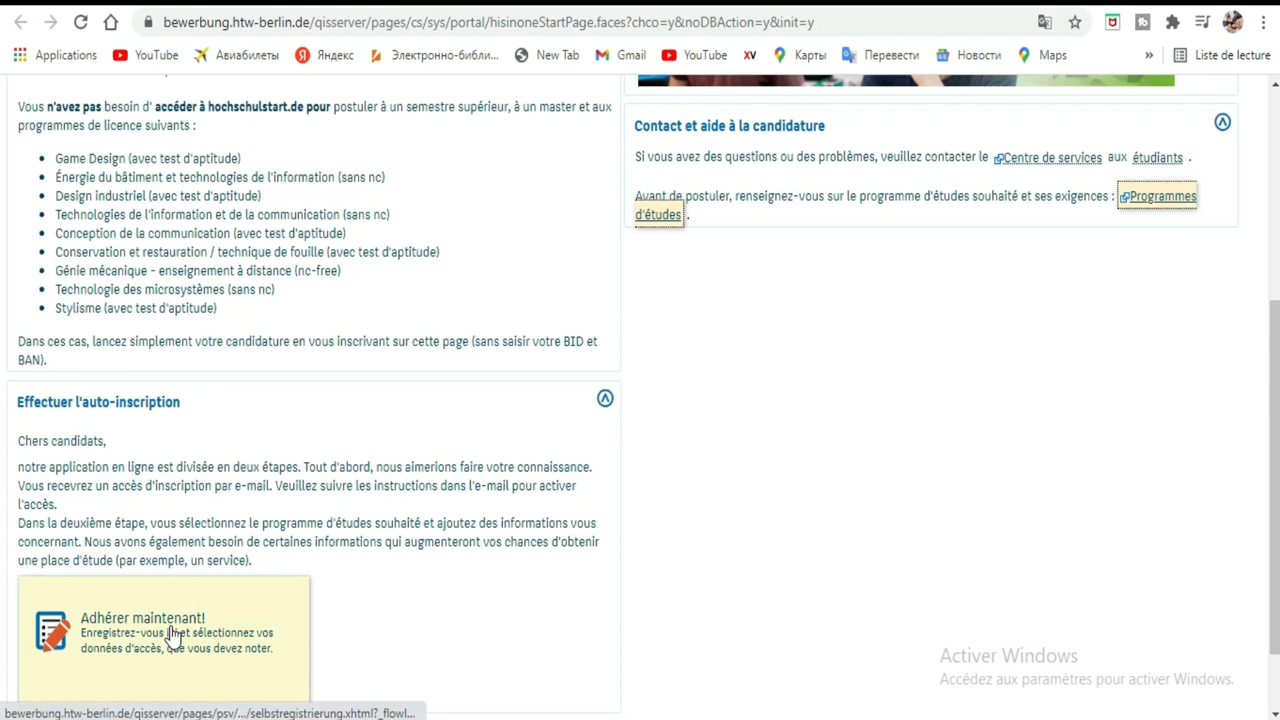 bewerbung.htw-berlin.de/qisserver/pages/cs/sys/portal/hisinoneStartPage.faces?chco=y&noDBAction=y&init=y
Applications YouTube Авиабилеты Яндекс Электронно-библи... New Tab Gmail YouTube XV Карты Перевести Новости Maps » Liste de lecture
Vous n'avez pas besoin d' accéder à hochschulstart.de pour postuler à un semestre supérieur, à un master et aux
programmes de licence suivants :
Game Design (avec test d'aptitude)
Énergie du bâtiment et technologies de l'information (sans nc)
Design industriel (avec test d'aptitude)
Technologies de l'information et de la communication (sans nc)
Conception de la communication (avec test d'aptitude)
Conservation et restauration / technique de fouille (avec test d'aptitude)
Génie mécanique - enseignement à distance (nc-free)
Technologie des microsystèmes (sans nc)
Stylisme (avec test d'aptitude)
Dans ces cas, lancez simplement votre candidature en vous inscrivant sur cette page (sans saisir votre BID et
BAN).
Effectuer l'auto-inscription
Chers candidats,
notre application en ligne est divisée en deux étapes. Tout d'abord, nous aimerions faire votre connaissance.
Vous recevrez un accès d'inscription par e-mail. Veuillez suivre les instructions dans l'e-mail pour activer
l'accès.
Dans la deuxième étape, vous sélectionnez le programme d'études souhaité et ajoutez des informations vous
concernant. Nous avons également besoin de certaines informations qui augmenteront vos chances d'obtenir
une place d'étude (par exemple, un service).
Adhérer maintenant!
Enregistrez-vous et sélectionnez vos
données d'accès, que vous devez noter.
bewerbung.htw-berlin.de/qisserver/pages/psv/.../selbstregistrierung.xhtml?_flowl...
Contact et aide à la candidature
Si vous avez des questions ou des problèmes, veuillez contacter le Centre de services aux étudiants .
Avant de postuler, renseignez-vous sur le programme d'études souhaité et ses exigences : Programmes
d'études .
Activer Windows
Accédez aux paramètres pour activer Windows.